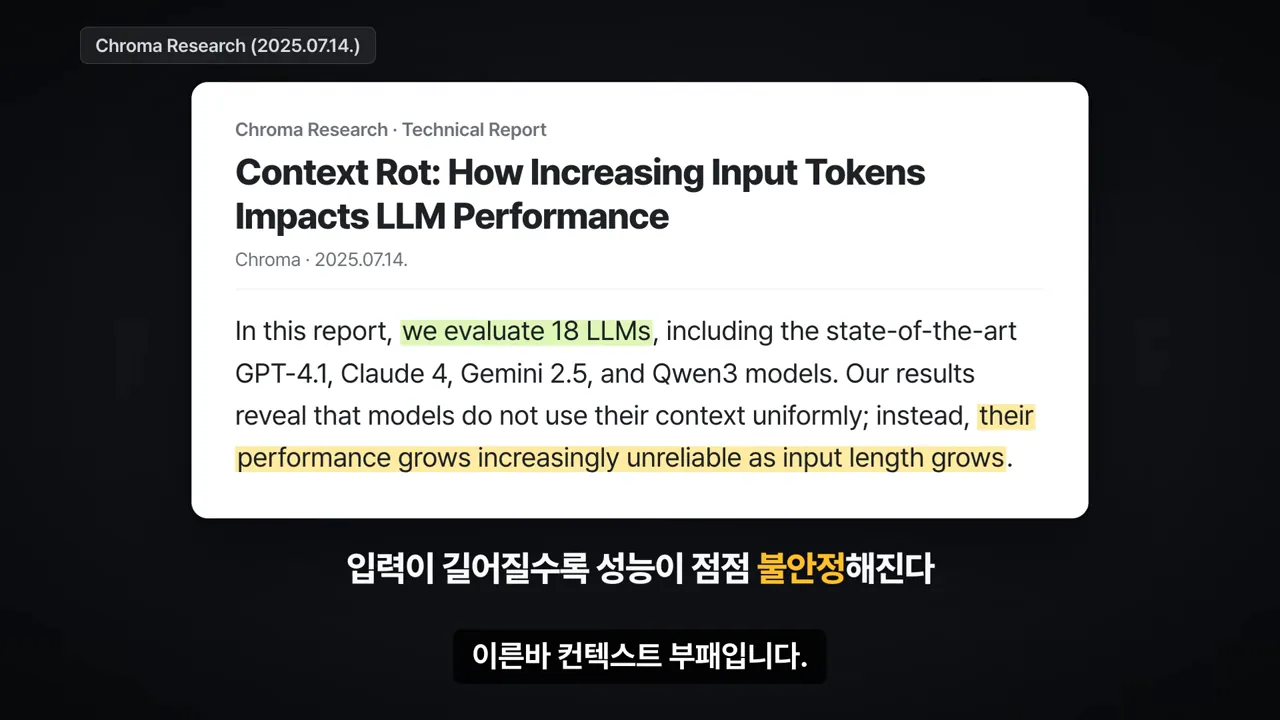 Chroma Research (2025.07.14.)
Chroma Research · Technical Report
Context Rot: How Increasing Input Tokens
Impacts LLM Performance
Chroma · 2025.07.14.
In this report, we evaluate 18 LLMs, including the state-of-the-art
GPT-4.1, Claude 4, Gemini 2.5, and Qwen3 models. Our results
reveal that models do not use their context uniformly; instead, their
performance grows increasingly unreliable as input length grows.
입력이 길어질수록 성능이 점점 불안정해진다
이른바 컨텍스트 부패입니다.